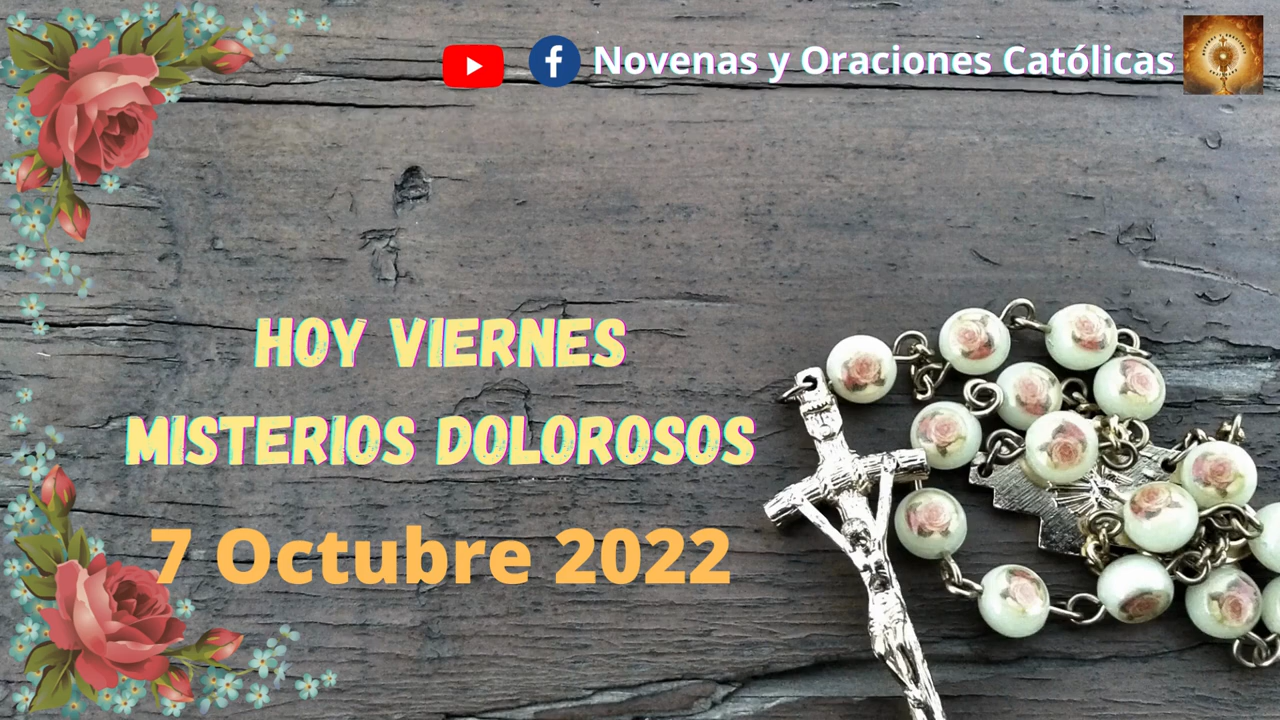 Novenas y Oraciones Católicas
HOY VIERNES
MISTERIOS DOLOROSOS
7 Octubre 2022